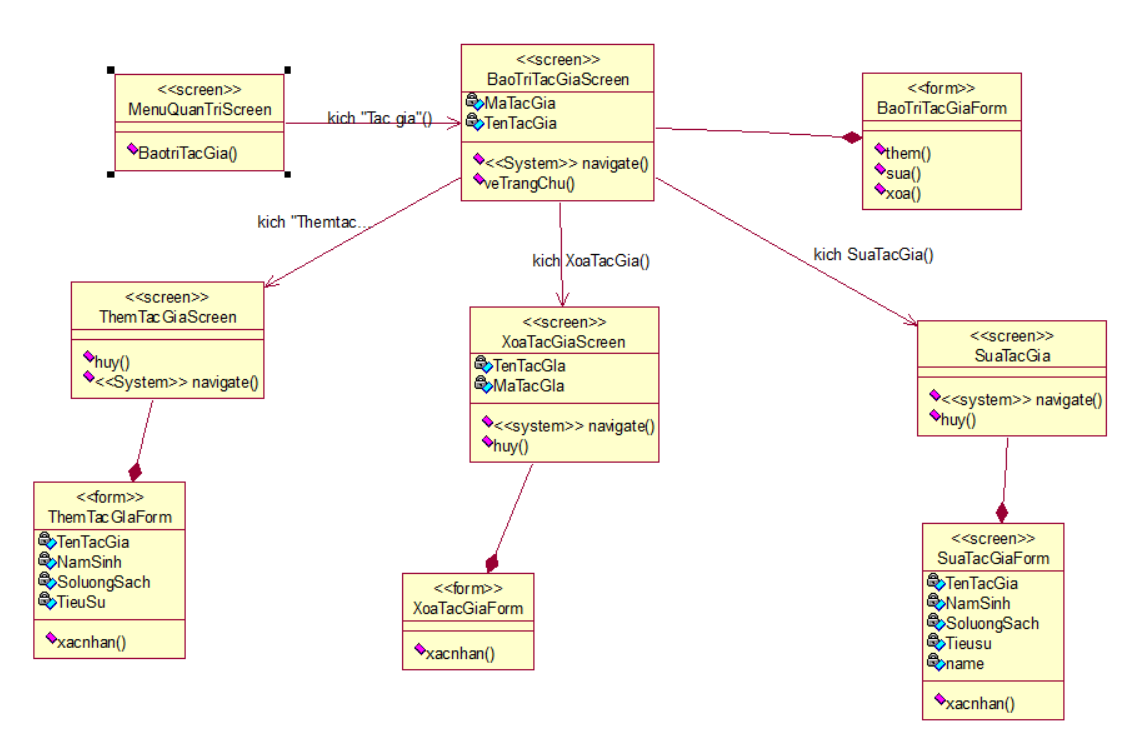 <<screen>>
MenuQuanTriScreen
BaotriTacGia()
kich "Tac gia"()
<<screen>>
BaoTriTacGiaScreen
MaTacGia
TenTacGia
<<System>> navigate()
veTrangChu()
<<form>>
BaoTriTacGiaForm
them()
sua()
xoa()
kich "Themtac...
kich XoaTacGia()
kich SuaTacGia()
<<screen>>
ThemTacGiaScreen
huy()
<<System>> navigate()
<<screen>>
XoaTacGiaScreen
TenTacGIa
MaTacGIa
<<system>> navigate()
huy()
<<screen>>
SuaTacGia
<<system>> navigate()
huy()
<<form>>
ThemTacGIaForm
TenTacGia
NamSinh
SoluongSach
TieuSu
xacnhan()
<<form>>
XoaTacGiaForm
xacnhan()
<<screen>>
SuaTacGiaForm
TenTacGia
NamSinh
SoluongSach
Tieusu
name
xacnhan()